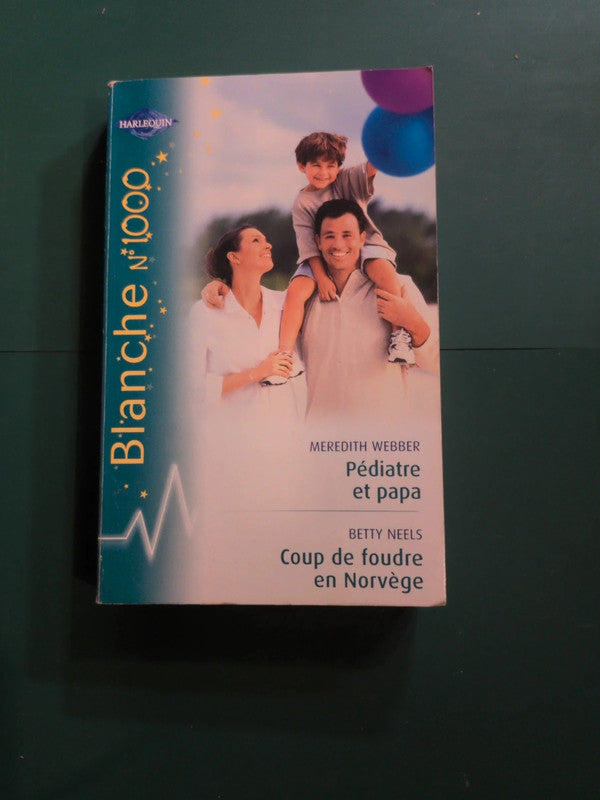 HARLEQUIN
Blanche N°1000
MEREDITH WEBBER
Pédiatre
et papa
BETTY NEELS
Coup de foudre
en Norvège